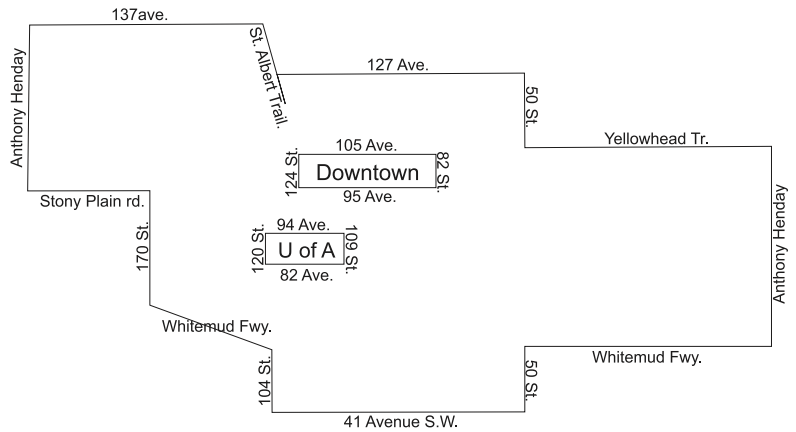 137ave.
St. Albert Trail.
127 Ave.
Anthony Henday
50 St.
Yellowhead Tr.
105 Ave.
124 St.
Downtown
82 St.
95 Ave.
Stony Plain rd.
Anthony Henday
94 Ave.
170 St.
120 St.
U of A
109 St.
82 Ave.
Whitemud Fwy.
Whitemud Fwy.
104 St.
50 St.
41 Avenue S.W.